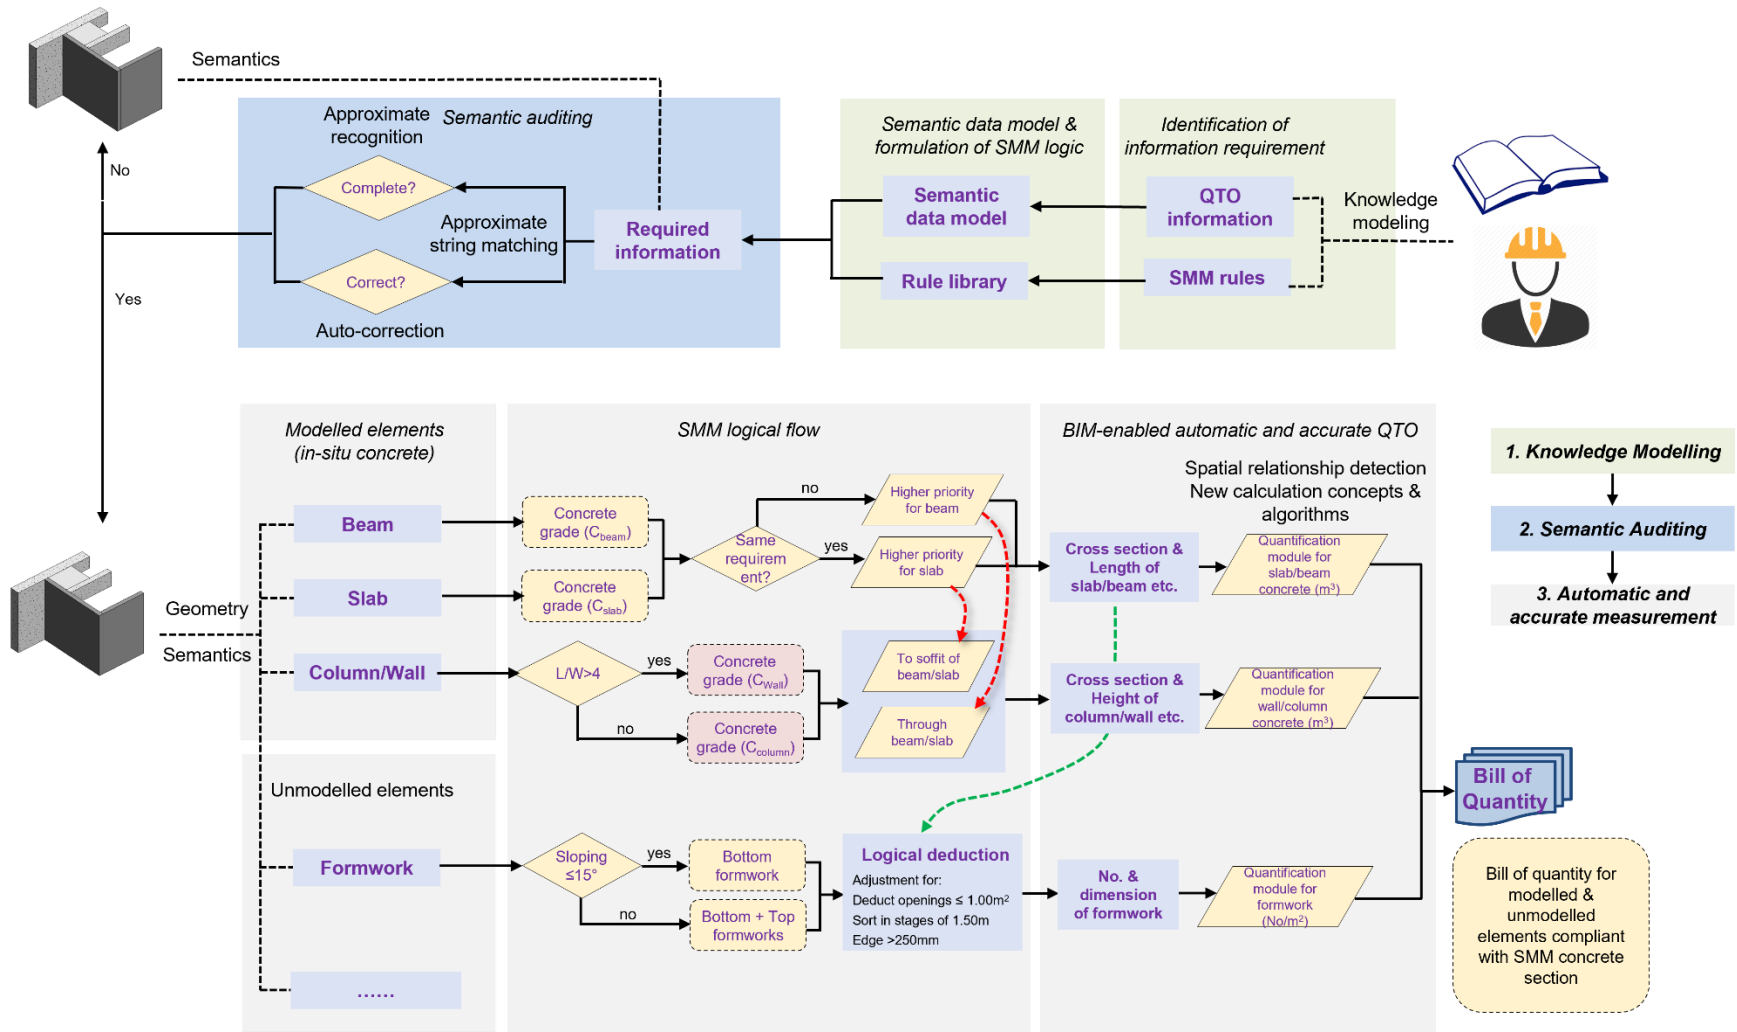 Semantics
No
Yes
Approximate
recognition
Semantic auditing
Complete?
Approximate
string matching
Correct?
Auto-correction
Required
information
Semantic data model &
formulation of SMM logic
Semantic
data model
Rule library
Identification of
information requirement
QTO
information
SMM rules
Knowledge
modeling
Geometry
Semantics
Modelled elements
(in-situ concrete)
Beam
Slab
Column/Wall
Unmodelled elements
Formwork
......
SMM logical flow
Concrete
grade (Cbeam)
Concrete
grade (Cslab)
Same
requirem
ent?
no
yes
Higher priority
for beam
Higher priority
for slab
L/W>4
yes
no
Concrete
grade (CWall)
Concrete
grade (Ccolumn)
To soffit of
beam/slab
Through
beam/slab
Sloping
≤15°
yes
no
Bottom
formwork
Bottom + Top
formworks
Logical deduction
Adjustment for:
Deduct openings ≤ 1.00m²
Sort in stages of 1.50m
Edge >250mm
BIM-enabled automatic and accurate QTO
Spatial relationship detection
New calculation concepts &
algorithms
Cross section &
Length of
slab/beam etc.
Quantification
module for
slab/beam
concrete (m³)
Cross section &
Height of
column/wall etc.
Quantification
module for
wall/column
concrete (m³)
No. &
dimension
of formwork
Quantification
module for
formwork
(No/m²)
1. Knowledge Modelling
2. Semantic Auditing
3. Automatic and
accurate measurement
Bill of
Quantity
Bill of quantity for
modelled &
unmodelled
elements compliant
with SMM concrete
section